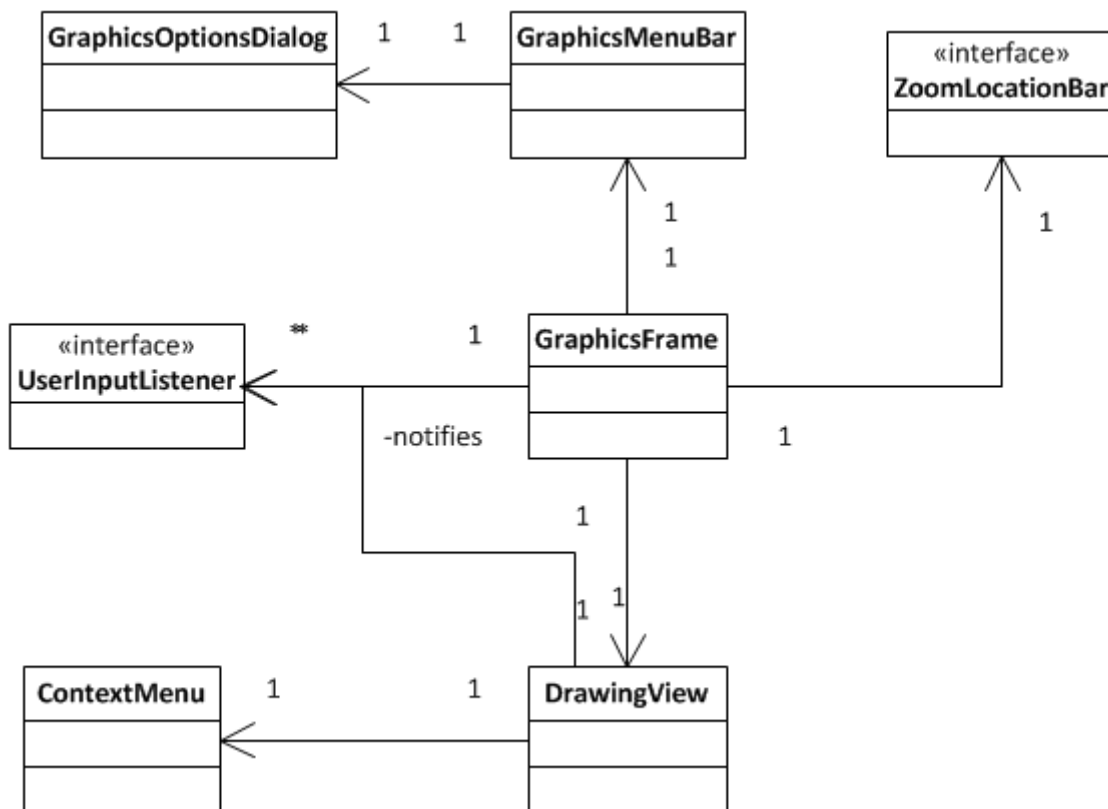 GraphicsOptionsDialog
1
1
GraphicsMenuBar
«interface»
ZoomLocationBar
1
1
1
«interface»
UserInputListener
**
1
GraphicsFrame
-notifies
1
1
1
1
ContextMenu
1
1
DrawingView